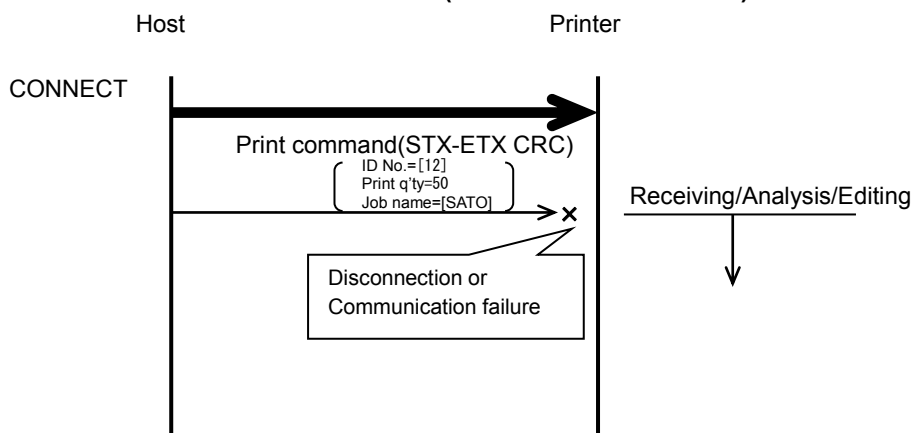 Host
Printer
CONNECT
Print command(STX-ETX CRC)
ID No.=[12]
Print q'ty=50
Job name=[SATO]
Receiving/Analysis/Editing
Disconnection or
Communication failure